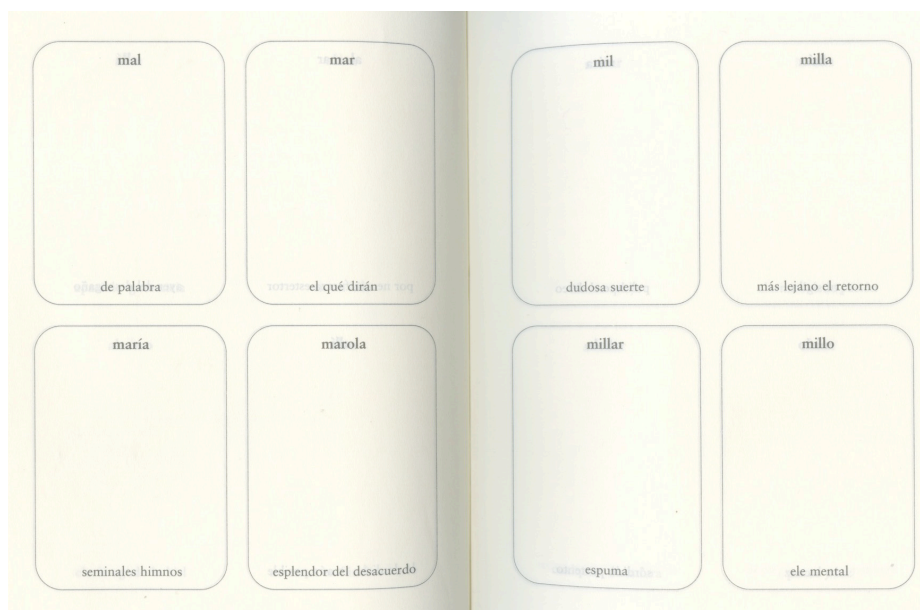 mal
de palabra
mar
el qué dirán
maría
seminales himnos
marola
esplendor del desacuerdo
mil
dudosa suerte
milla
más lejano el retorno
millar
espuma
millo
ele mental